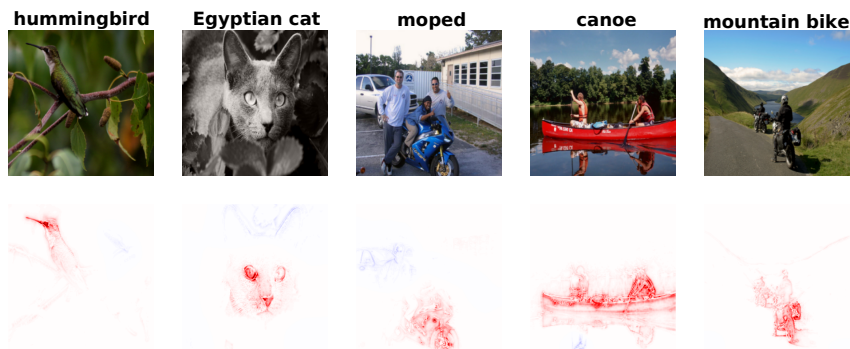 hummingbird
Egyptian cat
moped
canoe
mountain bike